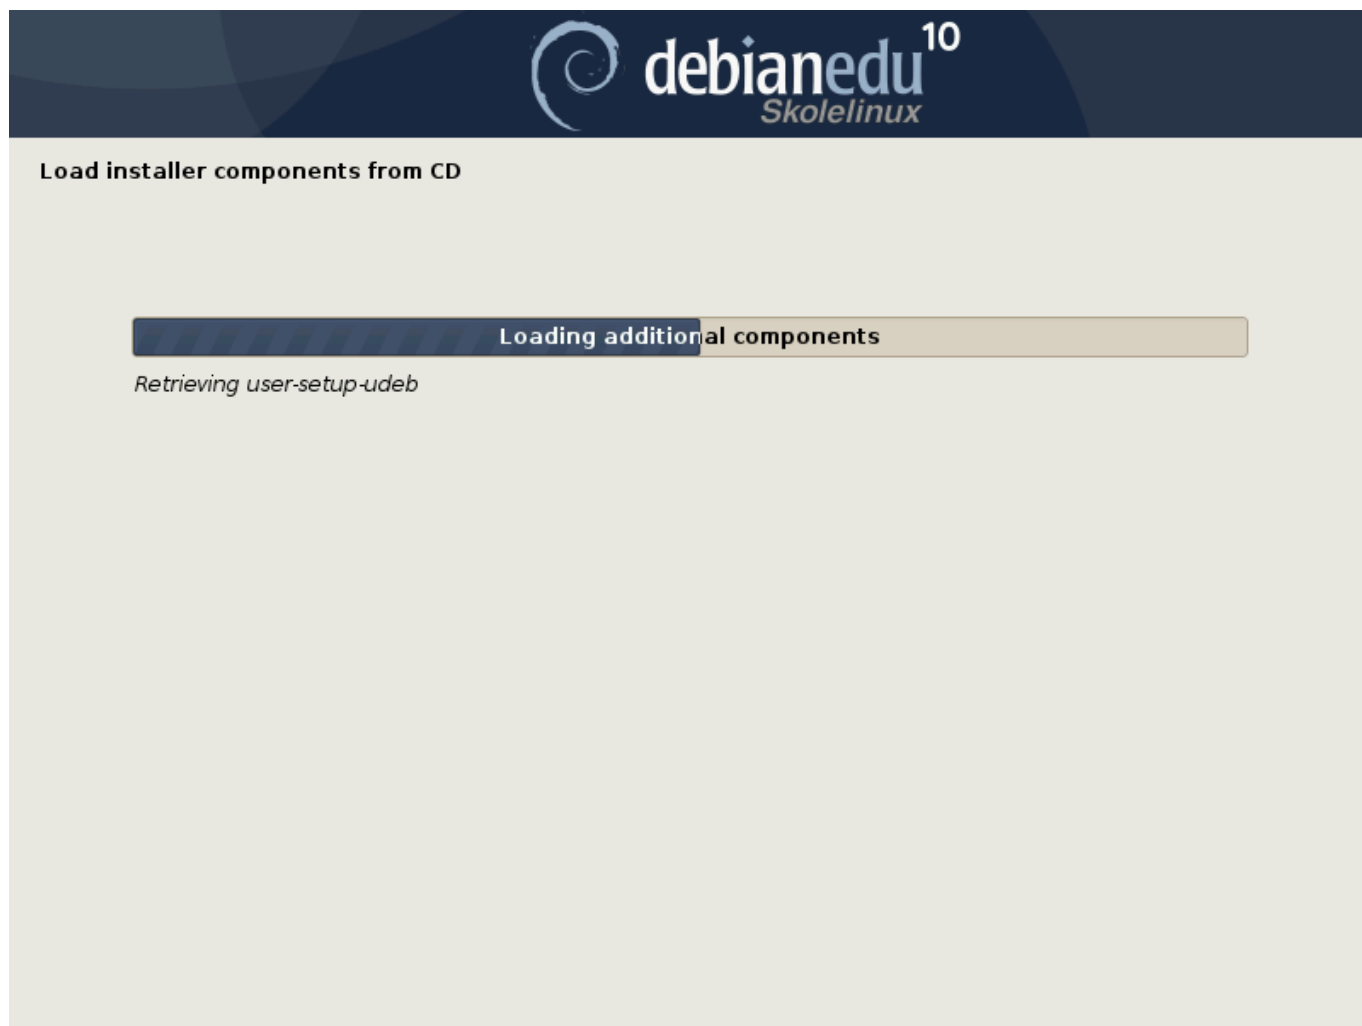 debianedu 10
Skolelinux
Load installer components from CD
Loading additional components
Retrieving user-setup-udeb